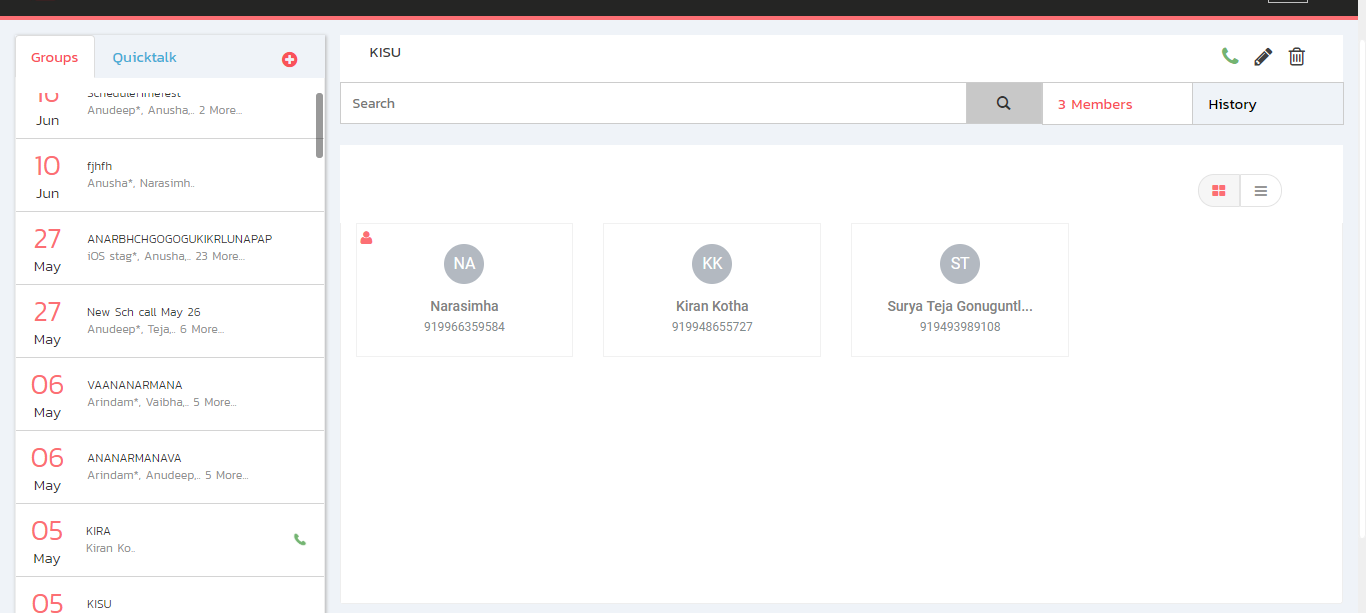 Groups
Quicktalk
10
Jun
SchedulerInterest
Anudeep*, Anusha,.. 2 More...
10
Jun
fjhfh
Anusha*, Narasimh..
27
May
ANARBHCHGOGOGUKIKRLUNAPAP
iOS stag*, Anusha,.. 23 More...
27
May
New Sch call May 26
Anudeep*, Teja,.. 6 More...
06
May
VAANANARMANA
Arindam*, Vaibha,.. 5 More...
06
May
ANANARMANAVA
Arindam*, Anudeep,.. 5 More...
05
May
KIRA
Kiran Ko..
05
KISU
KISU
Search
3 Members
History
NA
Narasimha
919966359584
KK
Kiran Kotha
919948655727
ST
Surya Teja Gonuguntl...
919493989108